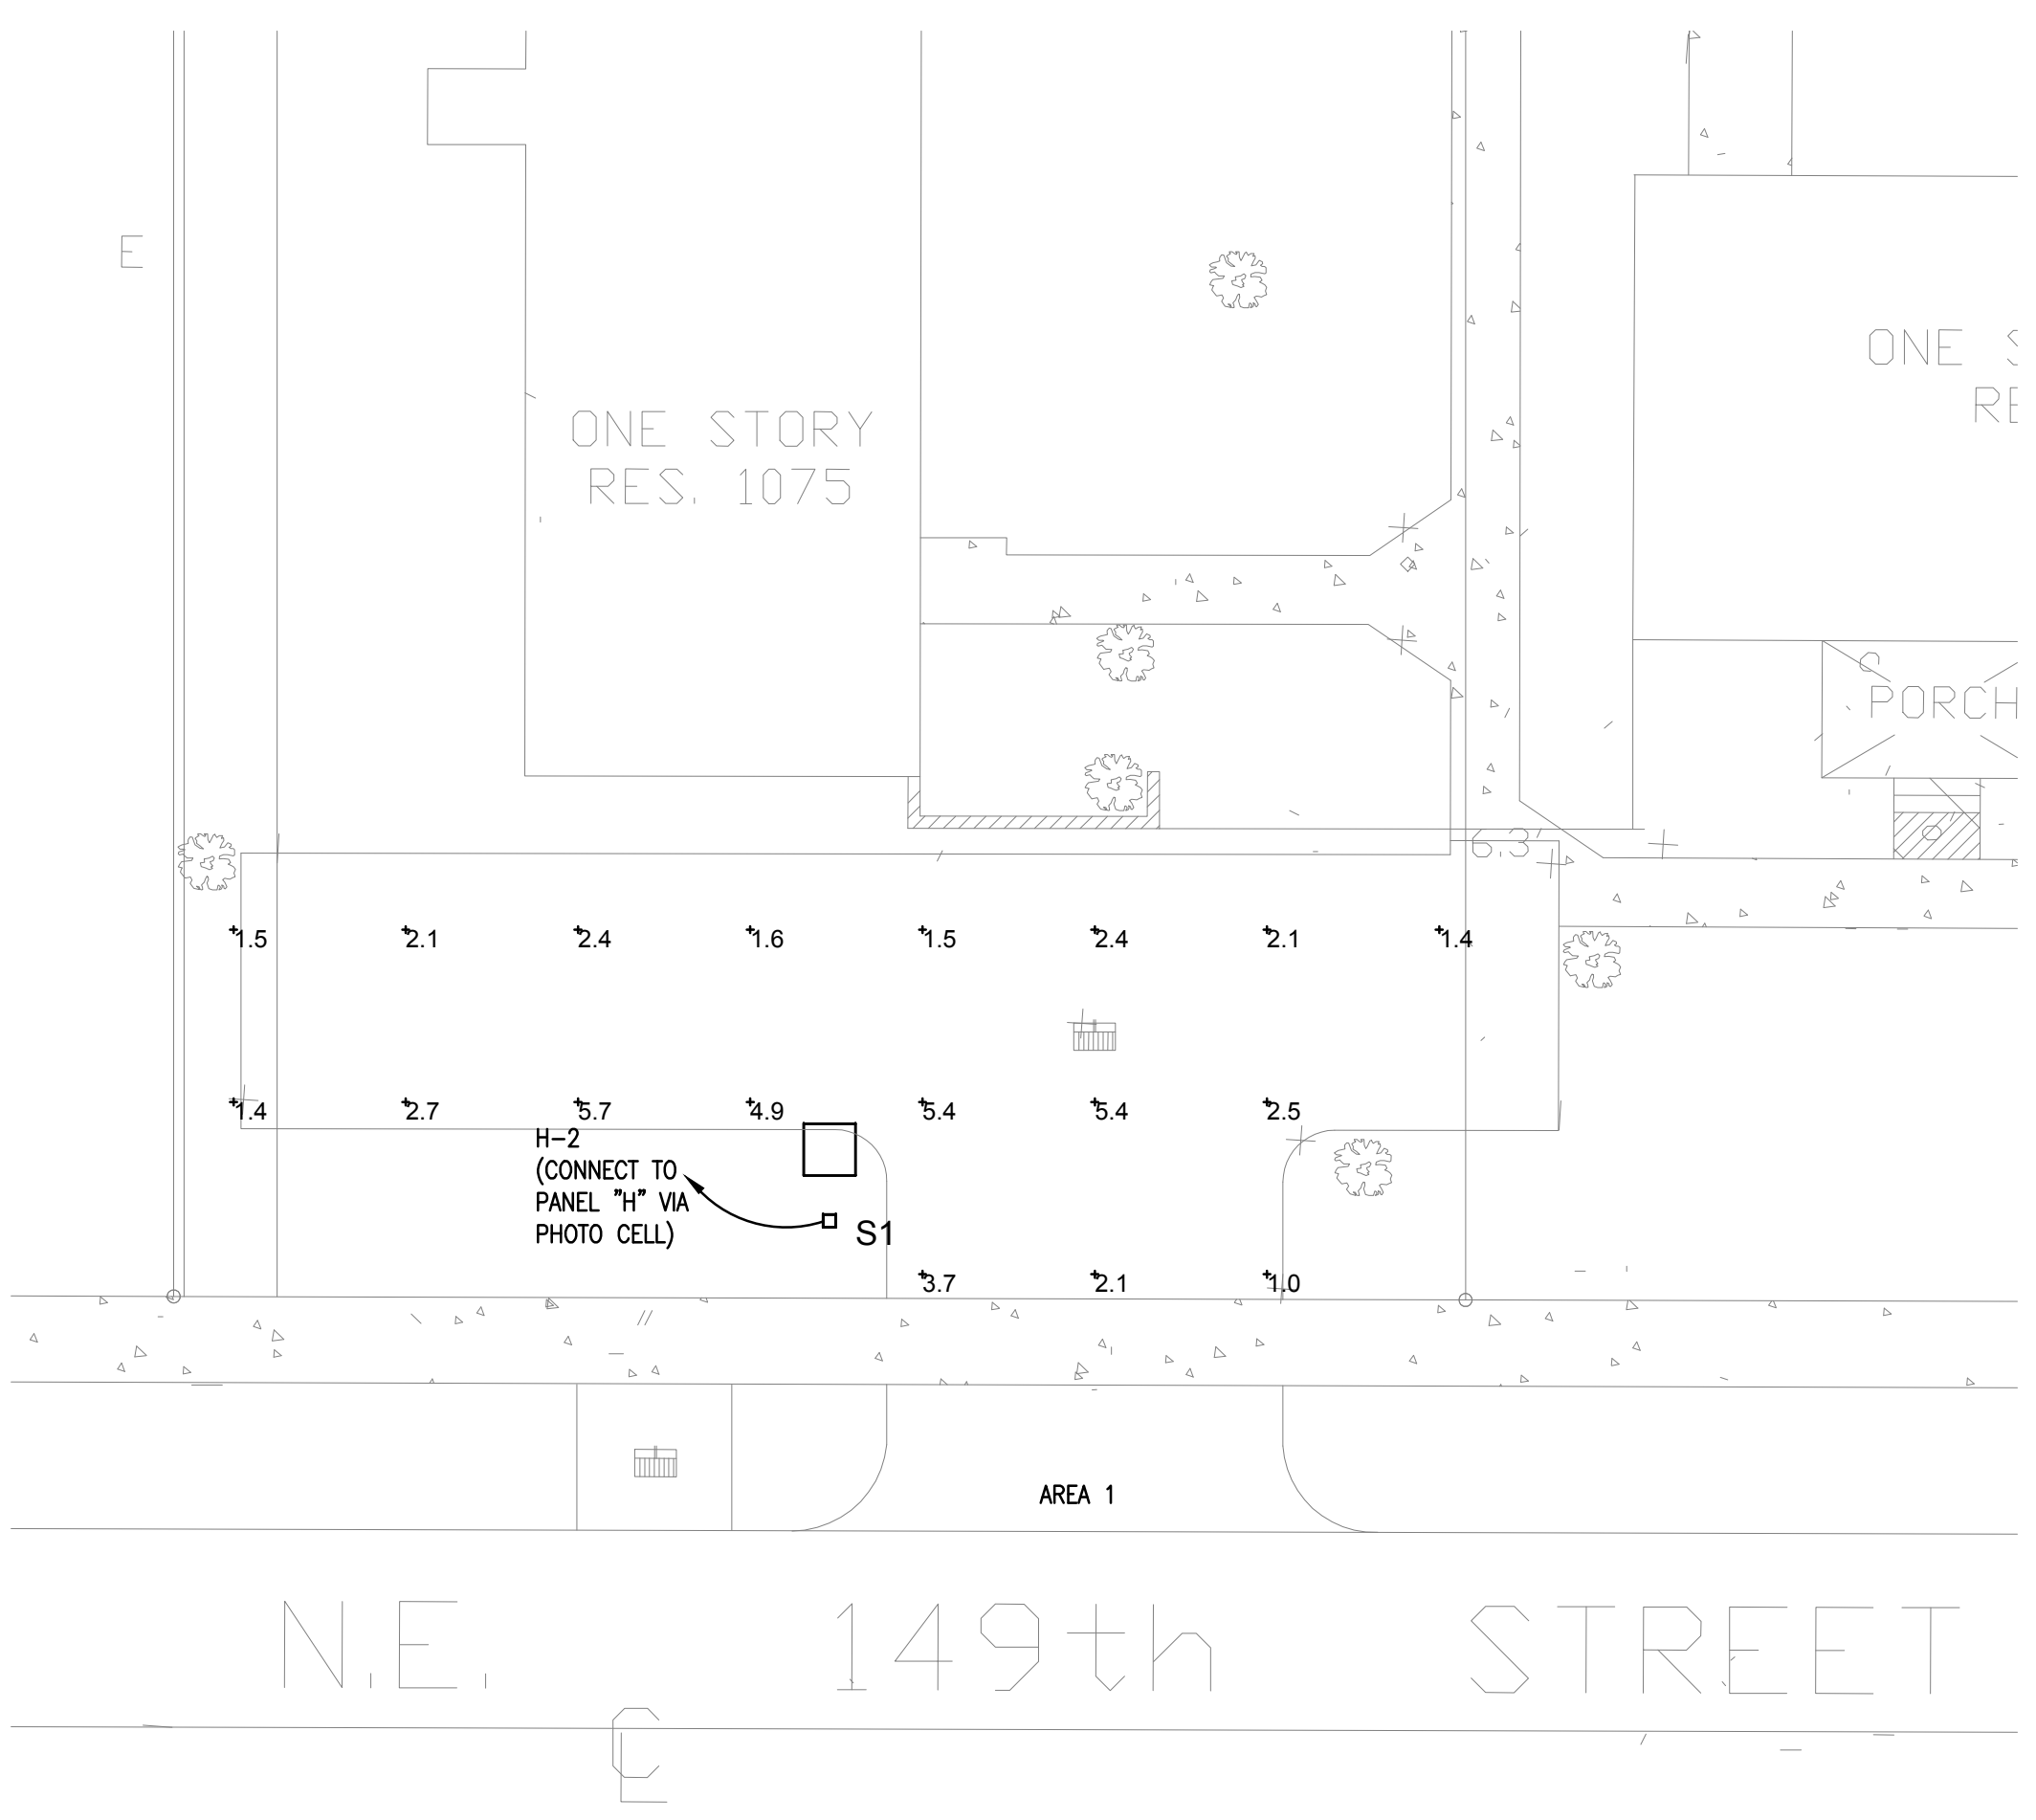 E
ONE STORY
RES. 1075
ONE
PORCH
6.3'
1.5 2.1 2.4 1.6 1.5 2.4 2.1 1.4
1.4 2.7 5.7 4.9 5.4 5.4 2.5
H-2
(CONNECT TO
PANEL "H" VIA
PHOTO CELL)
S1
3.7 2.1 1.0
AREA 1
N.E. 149th STREET